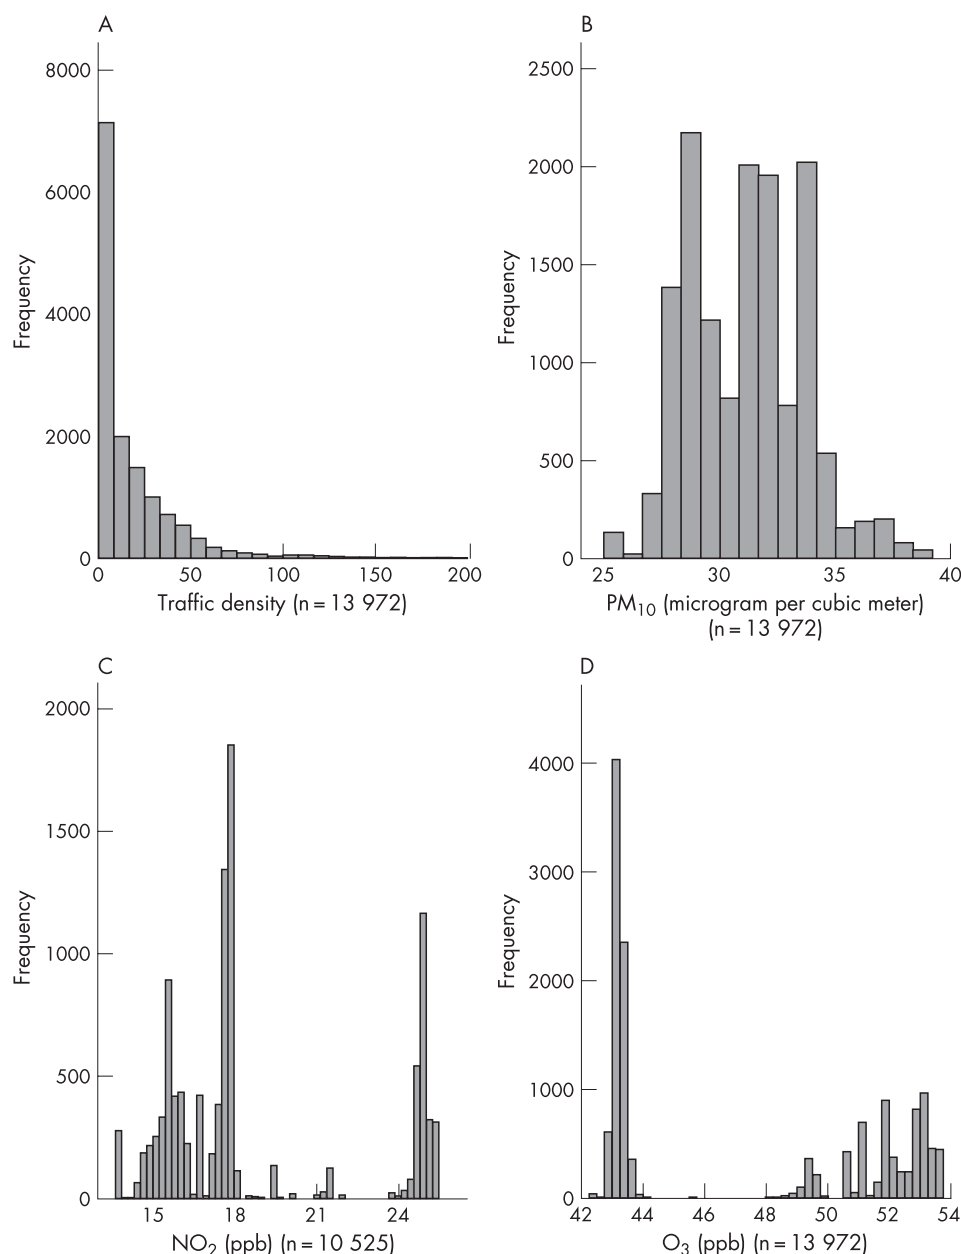 A
8000
6000
4000
2000
0
Frequency
0 50 100 150 200
Traffic density (n = 13 972)
B
2500
2000
1500
1000
500
0
Frequency
25 30 35 40
PM10 (microgram per cubic meter)
(n = 13 972)
C
2000
1500
1000
500
0
Frequency
15 18 21 24
NO2 (ppb) (n = 10 525)
D
4000
3000
2000
1000
0
Frequency
42 44 46 48 50 52 54
O3 (ppb) (n = 13 972)